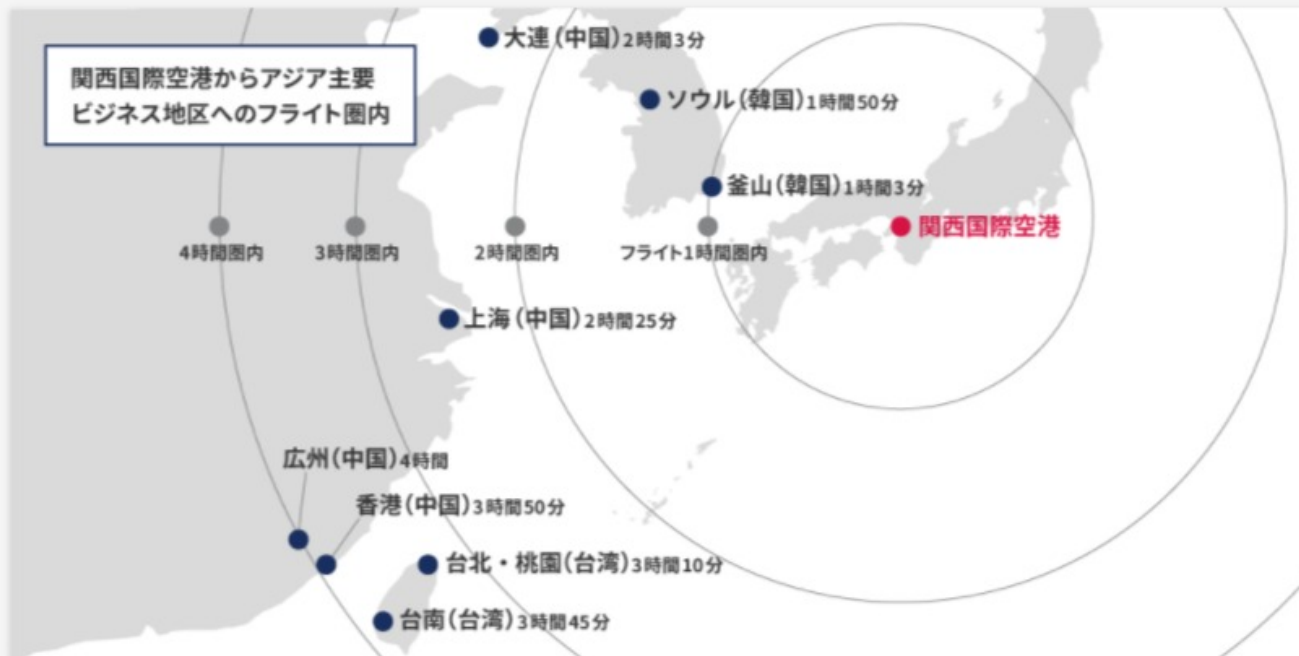 関西国際空港からアジア主要
ビジネス地区へのフライト圏内
大連(中国)2時間3分
ソウル(韓国)1時間50分
釜山(韓国)1時間3分
関西国際空港
4時間圏内
3時間圏内
2時間圏内
フライト1時間圏内
上海(中国)2時間25分
広州(中国)4時間
香港(中国)3時間50分
台北・桃園(台湾)3時間10分
台南(台湾)3時間45分